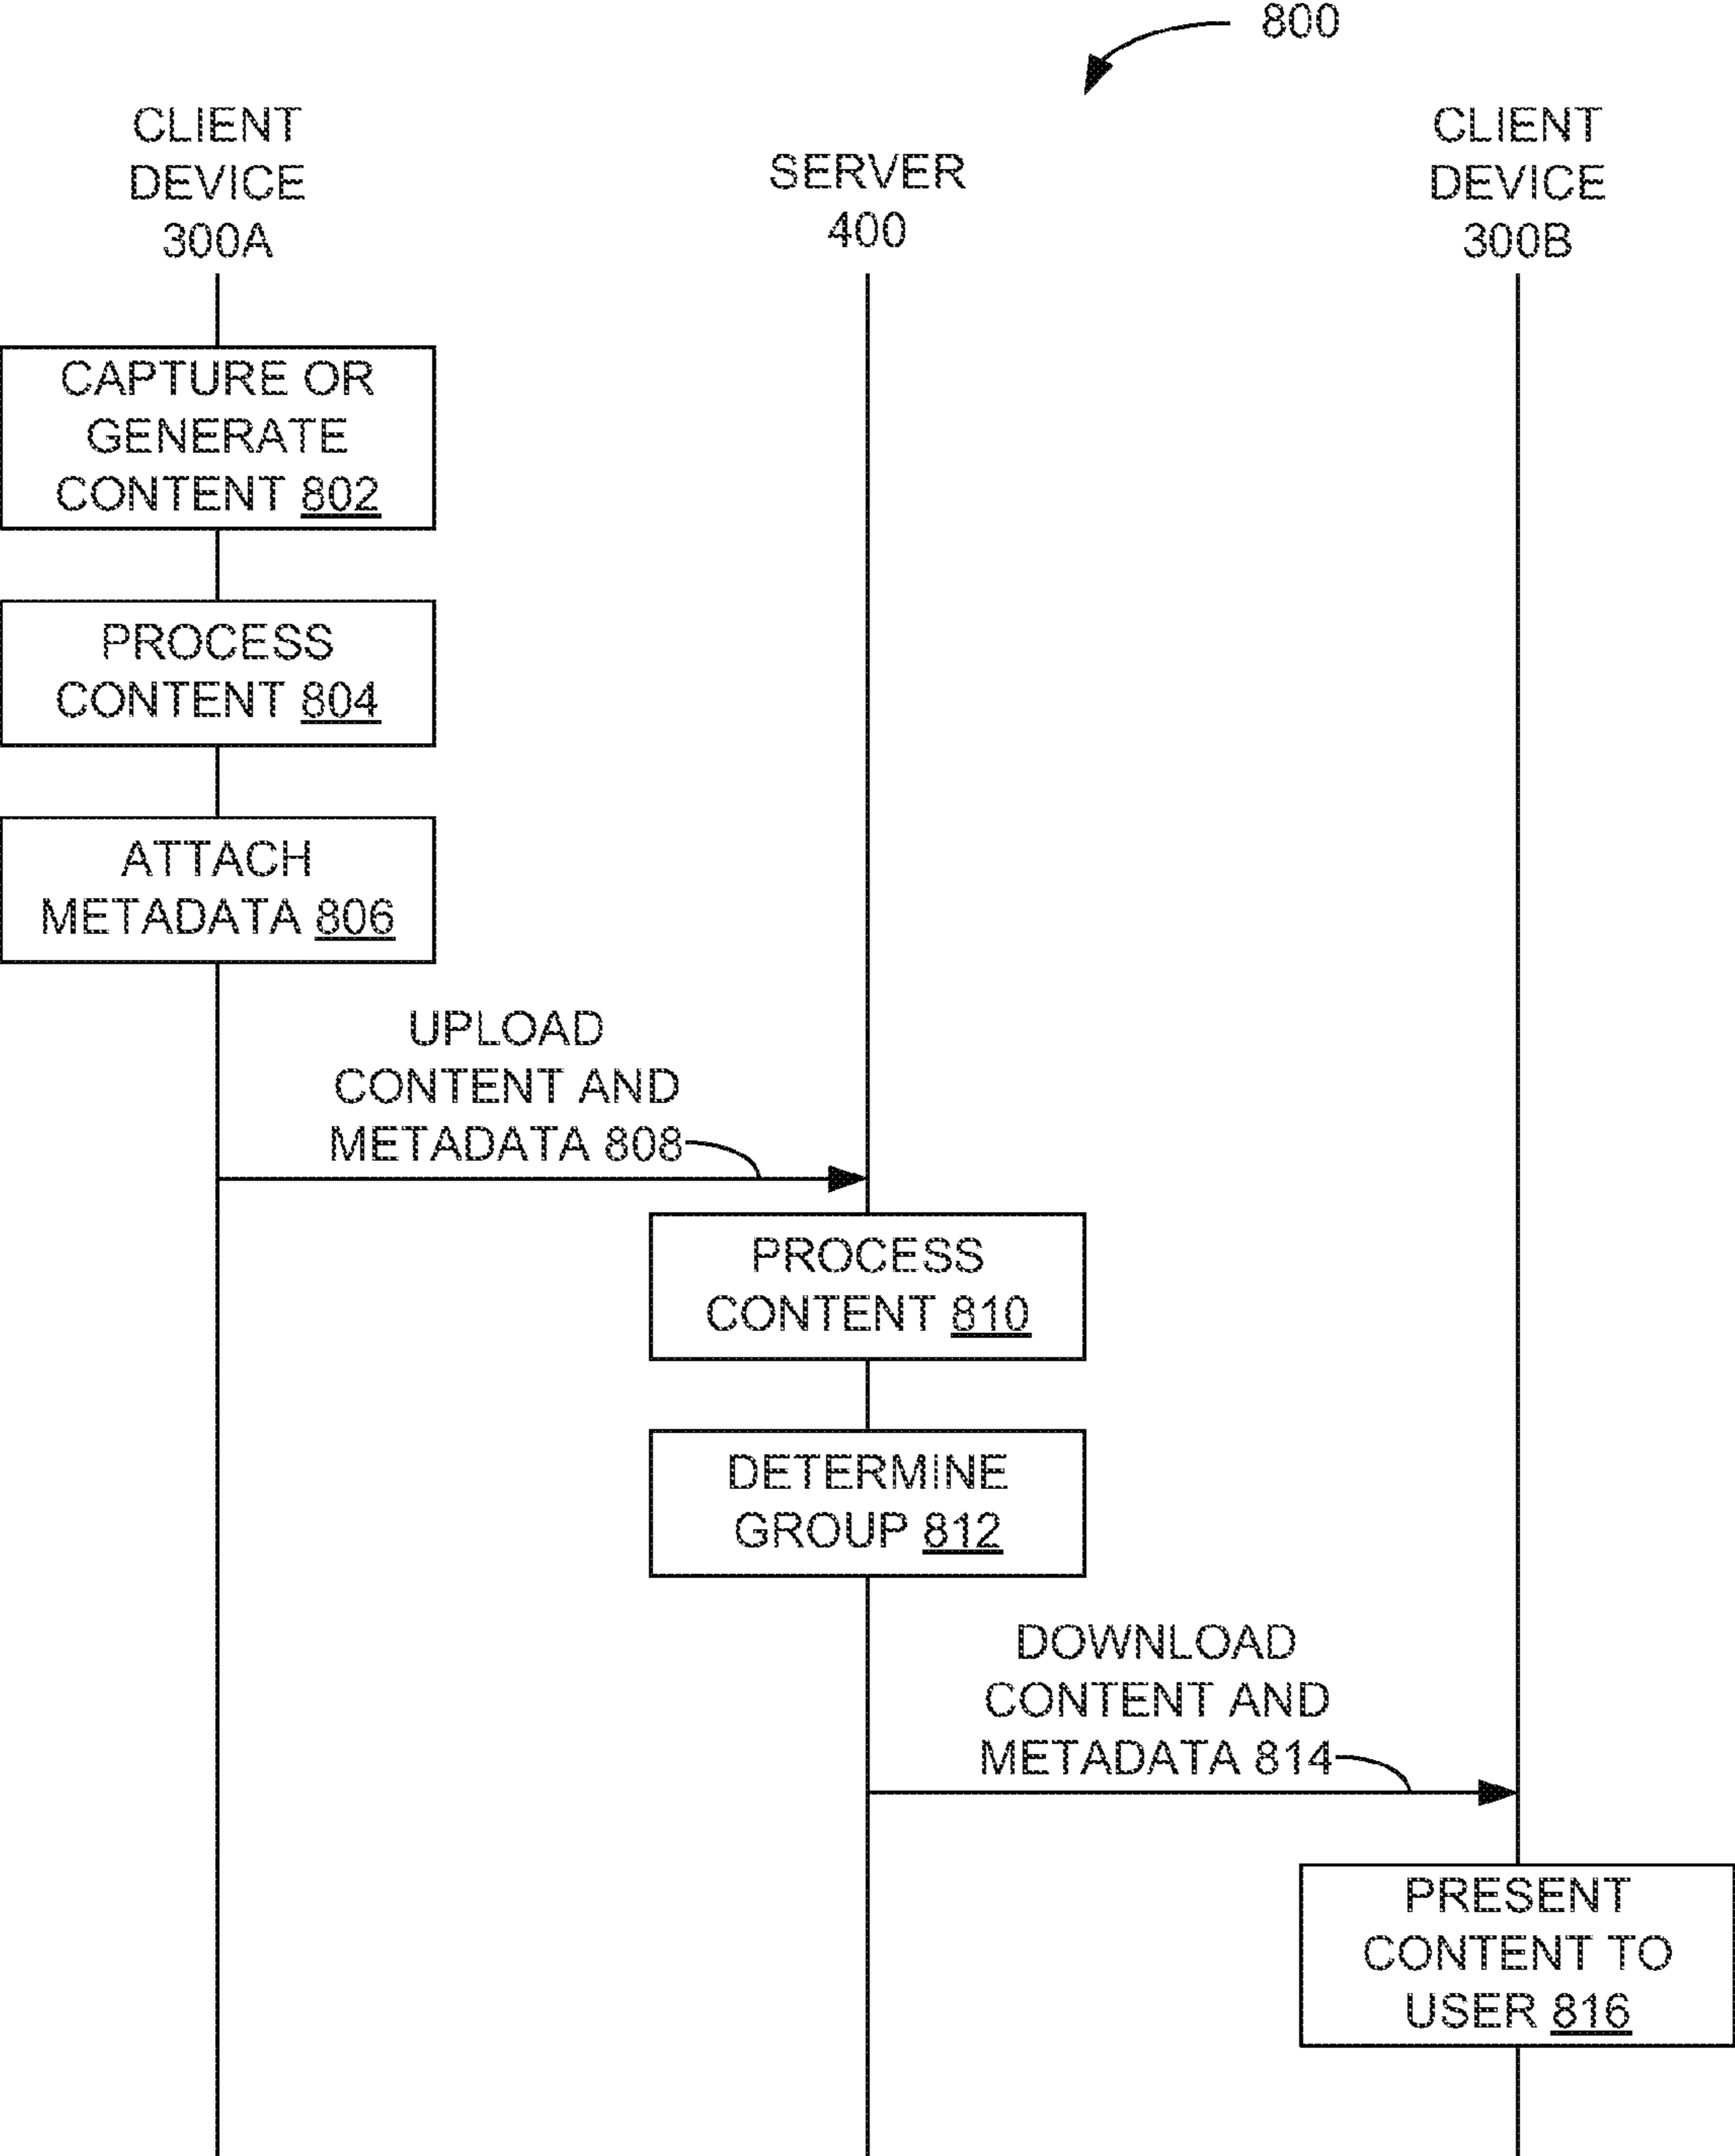 800
CLIENT
DEVICE
300A
SERVER
400
CLIENT
DEVICE
300B
CAPTURE OR
GENERATE
CONTENT 802
PROCESS
CONTENT 804
ATTACH
METADATA 806
UPLOAD
CONTENT AND
METADATA 808
PROCESS
CONTENT 810
DETERMINE
GROUP 812
DOWNLOAD
CONTENT AND
METADATA 814
PRESENT
CONTENT TO
USER 816